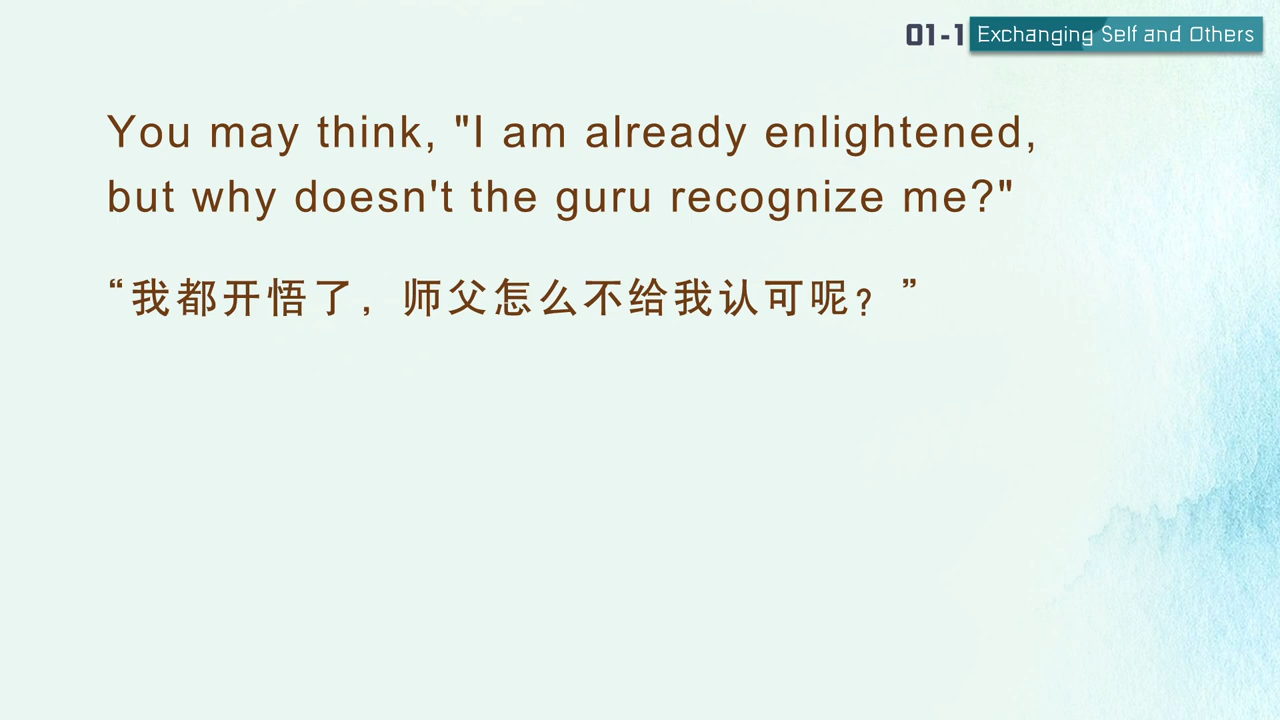 01-1 Exchanging Self and Others
You may think, "I am already enlightened,
but why doesn't the guru recognize me?"
“我都开悟了，师父怎么不给我认可呢？”